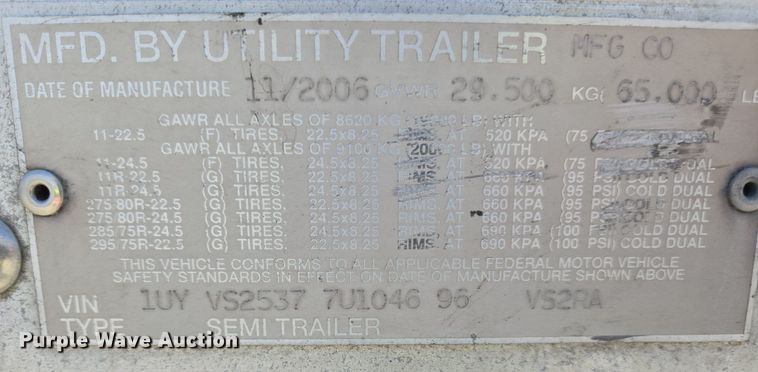 MFD. BY UTILITY TRAILER MFG CO
DATE OF MANUFACTURE 11/2006 GVWR 29.500 KG( 65.000 LB
GAWR ALL AXLES OF 8620 KG LB) WITH
11-22.5 (F) TIRES, 22.5x8.25 AT 520 KPA (75 DUAL
GAWR ALL AXLES OF 9100 KG (20000 LB) WITH
11-24.5 (F) TIRES, 24.5x8.25 RIMS AT 520 KPA (75 PSI) COLD DUAL
11R-22.5 (G) TIRES, 22.5x8.25 RIMS AT 660 KPA (95 PSI) COLD DUAL
11R-24.5 (G) TIRES, 24.5x8.25 RIMS AT 660 KPA (95 PSI) COLD DUAL
275/80R-22.5 (G) TIRES, 22.5x8.25 RIMS AT 660 KPA (95 PSI) COLD DUAL
275/80R-24.5 (G) TIRES, 24.5x8.25 RIMS AT 660 KPA (95 PSI) COLD DUAL
285/75R-24.5 (G) TIRES, 24.5x8.25 RIMS AT 690 KPA (100 PSI) COLD DUAL
295/75R-22.5 (G) TIRES, 22.5x8.25 RIMS AT 690 KPA (100 PSI) COLD DUAL
THIS VEHICLE CONFORMS TO ALL APPLICABLE FEDERAL MOTOR VEHICLE
SAFETY STANDARDS IN EFFECT ON DATE OF MANUFACTURE SHOWN ABOVE
VIN 1UY VS2537 7U1046 96 VS2RA
TYPE SEMI TRAILER
Purple Wave Auction